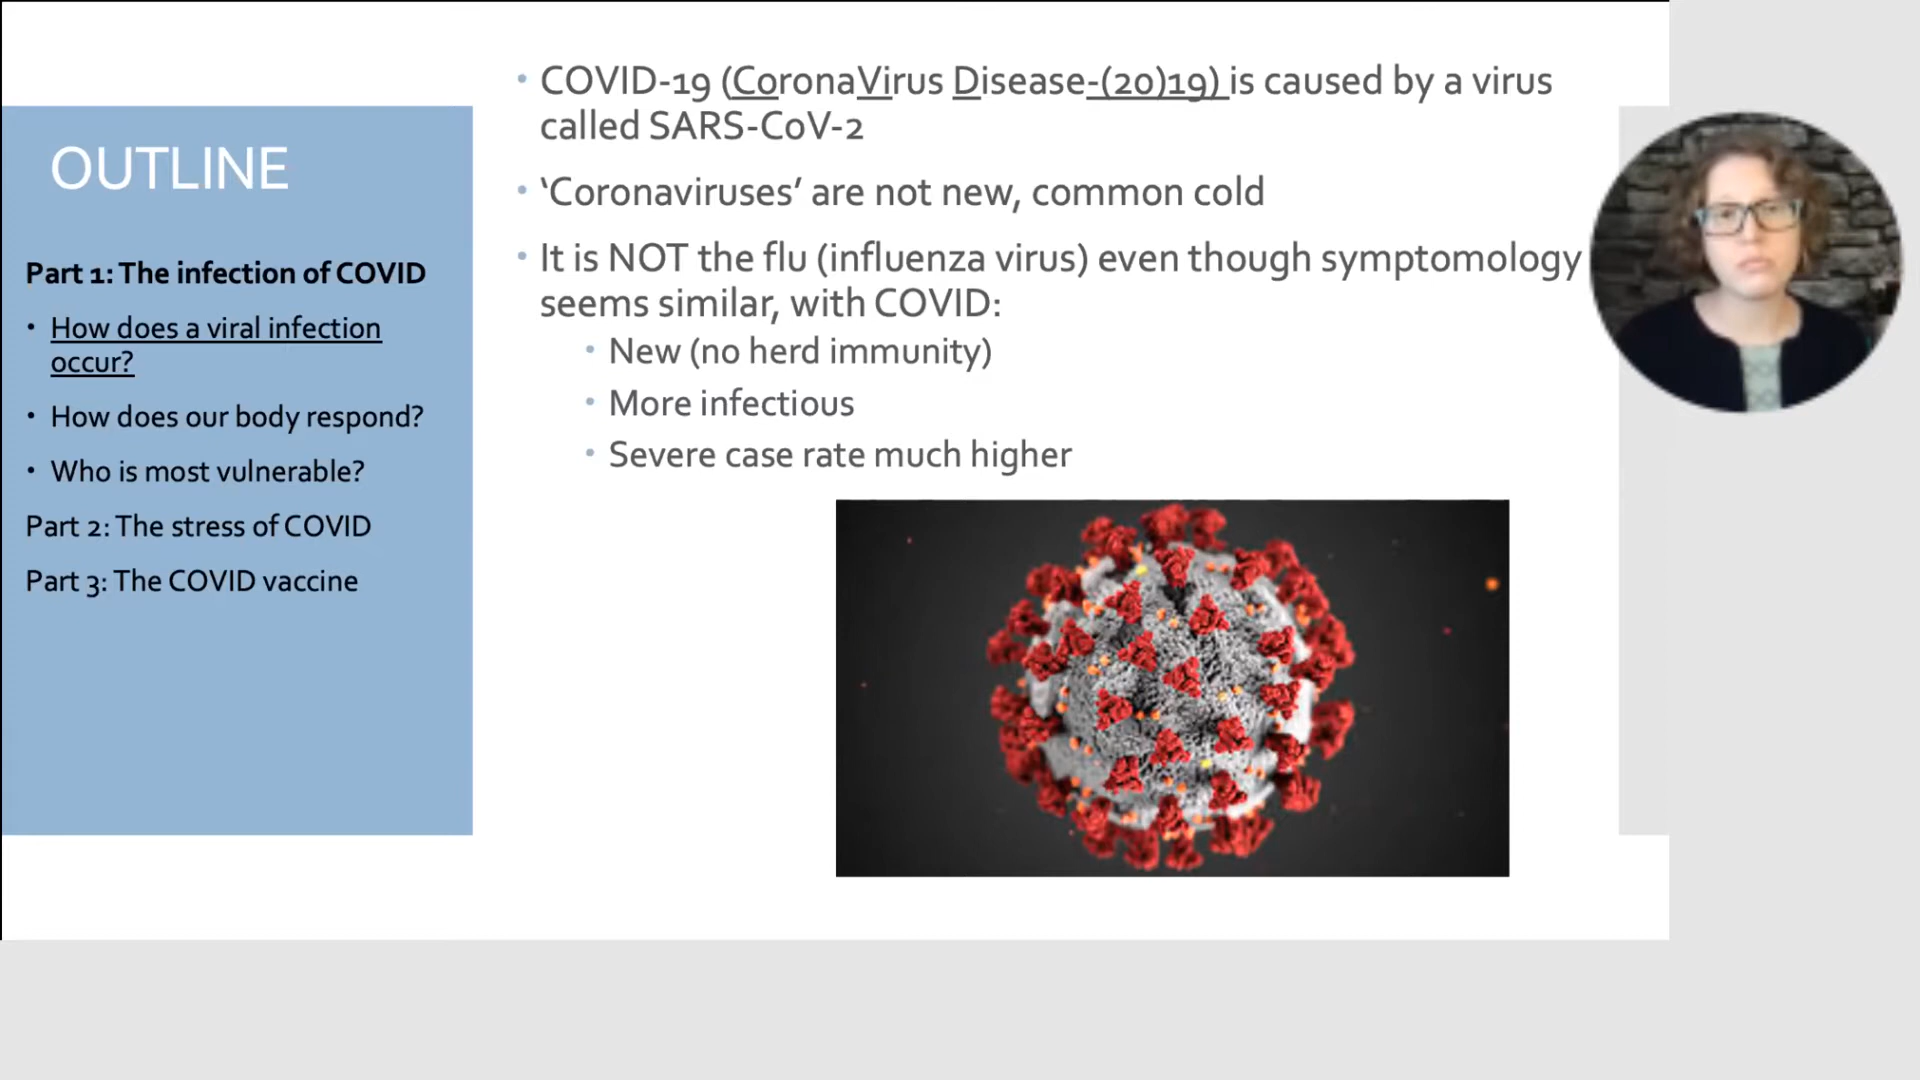 OUTLINE
Part 1: The infection of COVID
• How does a viral infection
occur?
• How does our body respond?
• Who is most vulnerable?
Part 2: The stress of COVID
Part 3: The COVID vaccine
• COVID-19 (CoronaVirus Disease-(20)19) is caused by a virus
called SARS-CoV-2
• ‘Coronaviruses’ are not new, common cold
• It is NOT the flu (influenza virus) even though symptomology
seems similar, with COVID:
• New (no herd immunity)
• More infectious
• Severe case rate much higher